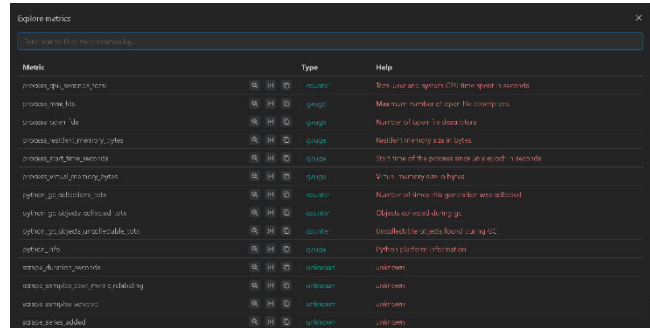 Explore metrics
Metric Type Help
process_cpu_seconds_total counter Total user and system CPU time spent in seconds.
process_max_fds gauge Maximum number of open file descriptors.
process_open_fds gauge Number of open file descriptors
process_resident_memory_bytes gauge Resident memory size in bytes.
process_start_time_seconds gauge Start time of the process since unix epoch in seconds
process_virtual_memory_bytes gauge Virtual memory size in bytes.
python_gc_collections_total counter Number of times this generation was collected
python_gc_objects_collected_total counter Objects collected during gc
python_gc_objects_uncollectable_total counter Uncollectable objects found during GC
python_info gauge Python platform information
scrape_duration_seconds unknown unknown
scrape_samples_post_metric_relabeling unknown unknown
scrape_samples_scraped unknown unknown
scrape_series_added unknown unknown